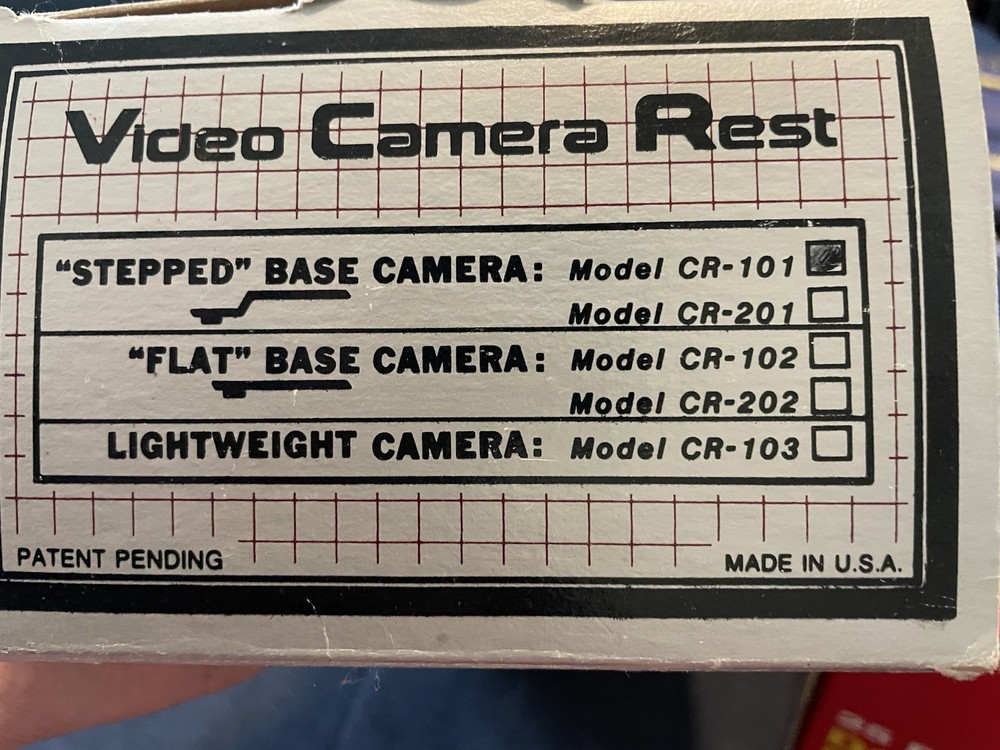 Video Camera Rest
“STEPPED” BASE CAMERA: Model CR-101
Model CR-201
“FLAT” BASE CAMERA: Model CR-102
Model CR-202
LIGHTWEIGHT CAMERA: Model CR-103
PATENT PENDING
MADE IN U.S.A.